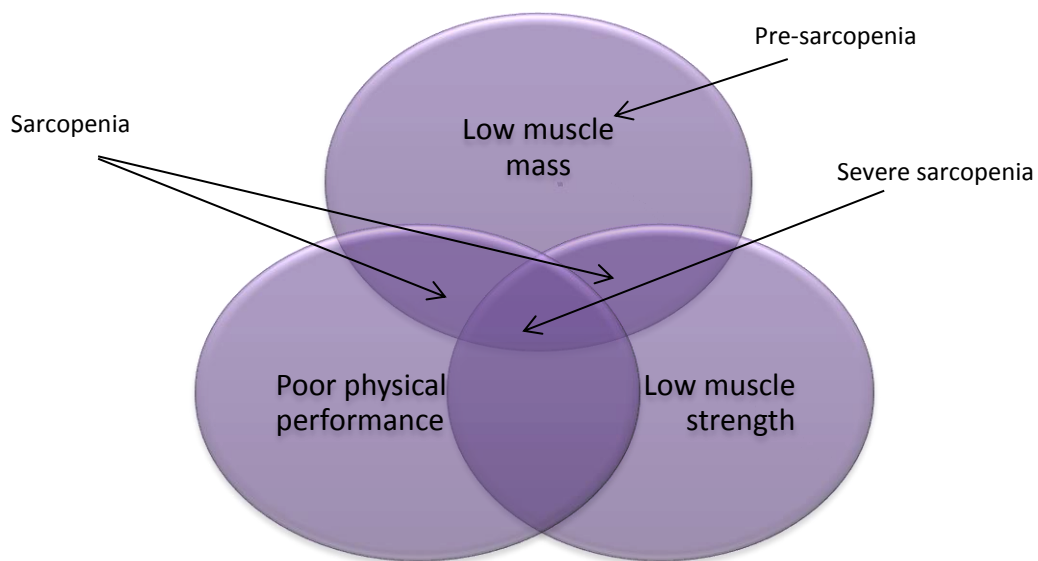 Pre-sarcopenia
Sarcopenia
Low muscle
mass
Severe sarcopenia
Poor physical
performance
Low muscle
strength